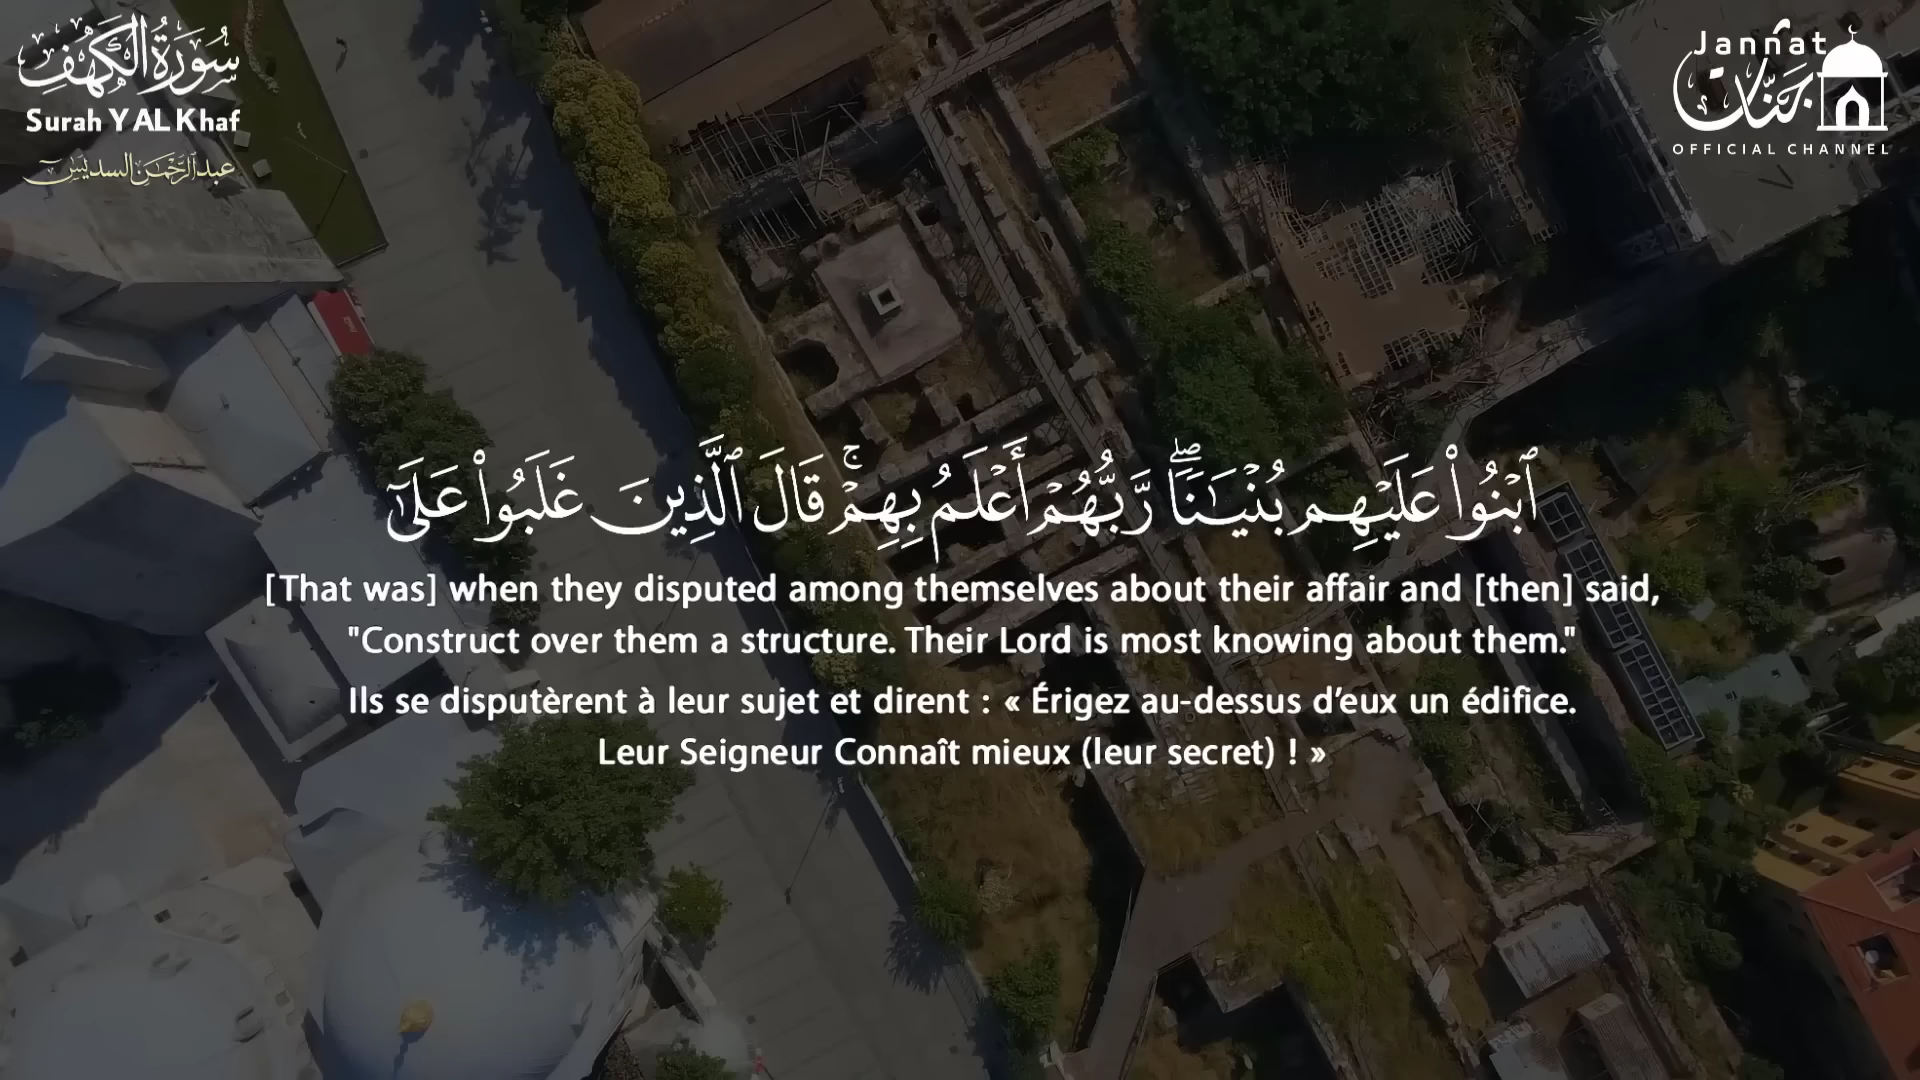 سُورَةُ الكَهْفِ
Surah Y AL Khaf
عبد الرحمن السديس
Jannat
جنات
OFFICIAL CHANNEL
ٱبْنُوا۟ عَلَيْهِم بُنْيَـٰنًا ۖ رَّبُّهُمْ أَعْلَمُ بِهِمْ ۚ قَالَ ٱلَّذِينَ غَلَبُوا۟ عَلَىٰٓ
[That was] when they disputed among themselves about their affair and [then] said,
"Construct over them a structure. Their Lord is most knowing about them."
Ils se disputèrent à leur sujet et dirent : « Érigez au-dessus d’eux un édifice.
Leur Seigneur Connaît mieux (leur secret) ! »